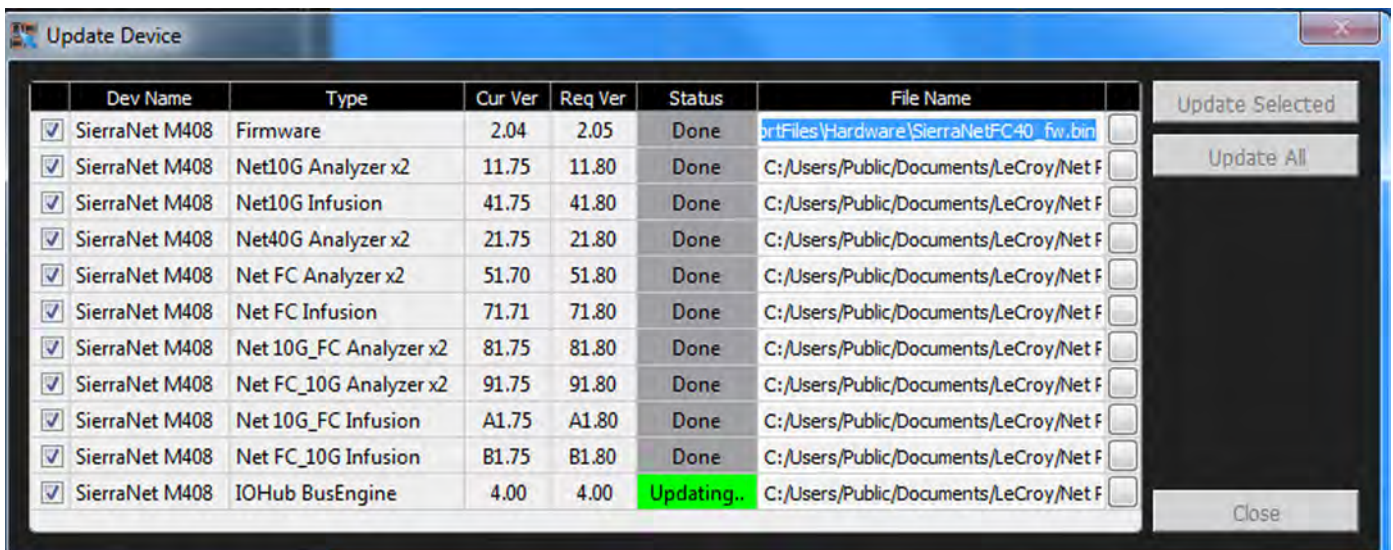 Update Device
Dev Name Type Cur Ver Req Ver Status File Name
SierraNet M408 Firmware 2.04 2.05 Done ortFiles\Hardware\SierraNetFC40_fw.bin
SierraNet M408 Net10G Analyzer x2 11.75 11.80 Done C:/Users/Public/Documents/LeCroy/Net P
SierraNet M408 Net10G Infusion 41.75 41.80 Done C:/Users/Public/Documents/LeCroy/Net P
SierraNet M408 Net40G Analyzer x2 21.75 21.80 Done C:/Users/Public/Documents/LeCroy/Net P
SierraNet M408 Net FC Analyzer x2 51.70 51.80 Done C:/Users/Public/Documents/LeCroy/Net P
SierraNet M408 Net FC Infusion 71.71 71.80 Done C:/Users/Public/Documents/LeCroy/Net P
SierraNet M408 Net 10G_FC Analyzer x2 81.75 81.80 Done C:/Users/Public/Documents/LeCroy/Net P
SierraNet M408 Net FC_10G Analyzer x2 91.75 91.80 Done C:/Users/Public/Documents/LeCroy/Net P
SierraNet M408 Net 10G_FC Infusion A1.75 A1.80 Done C:/Users/Public/Documents/LeCroy/Net P
SierraNet M408 Net FC_10G Infusion B1.75 B1.80 Done C:/Users/Public/Documents/LeCroy/Net P
SierraNet M408 IOHub BusEngine 4.00 4.00 Updating.. C:/Users/Public/Documents/LeCroy/Net P
Update Selected
Update All
Close